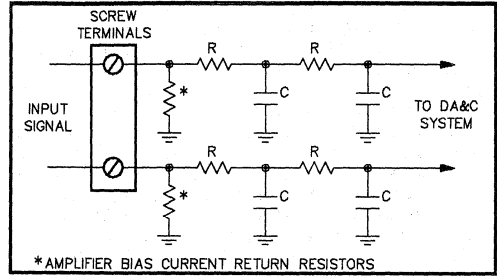 SCREW
TERMINALS
R R
* C C
INPUT
SIGNAL
TO DA&C
SYSTEM
R R
* C C
*AMPLIFIER BIAS CURRENT RETURN RESISTORS